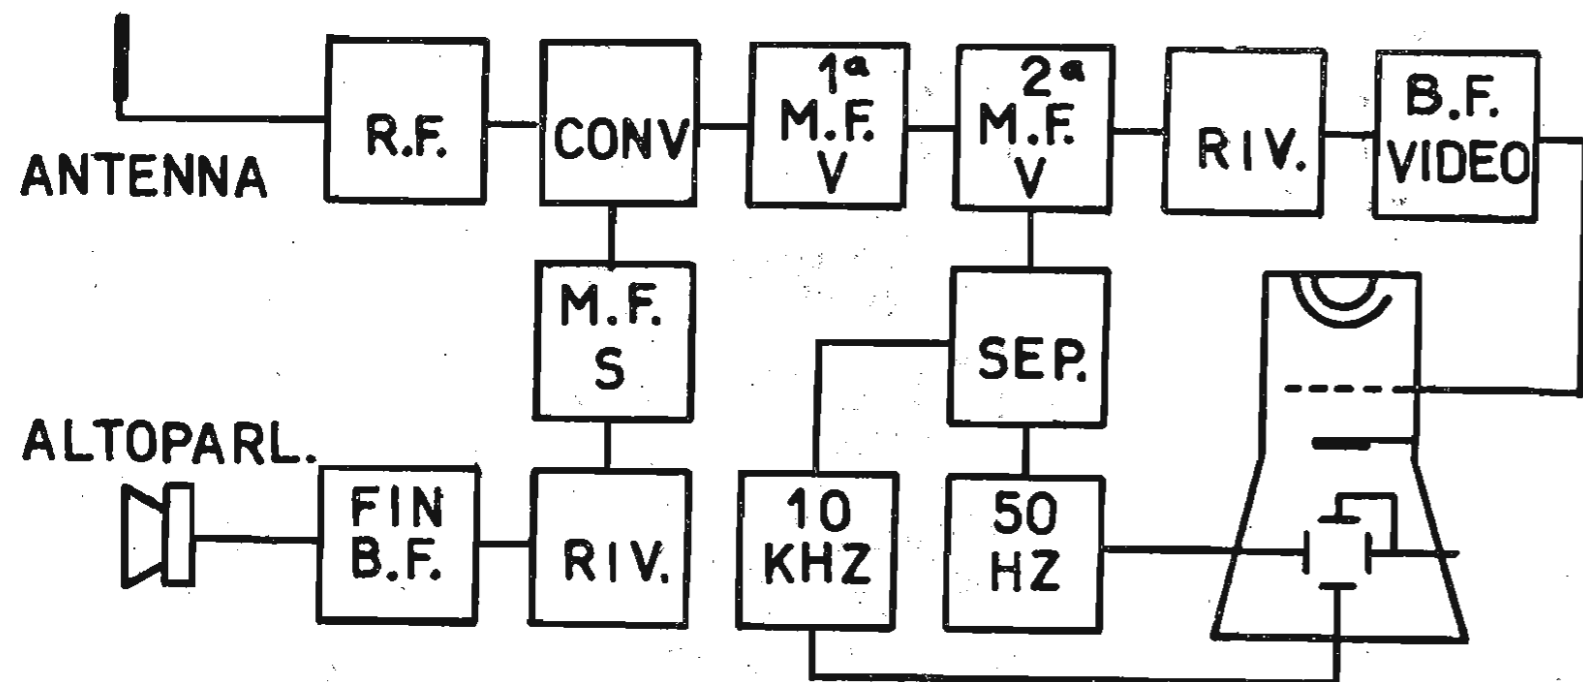 ANTENNA
R.F.
CONV
1ª
M.F.
V
2ª
M.F.
V
RIV.
B.F.
VIDEO
M.F.
S
SEP.
ALTOPARL.
FIN
B.F.
RIV.
10
KHZ
50
HZ